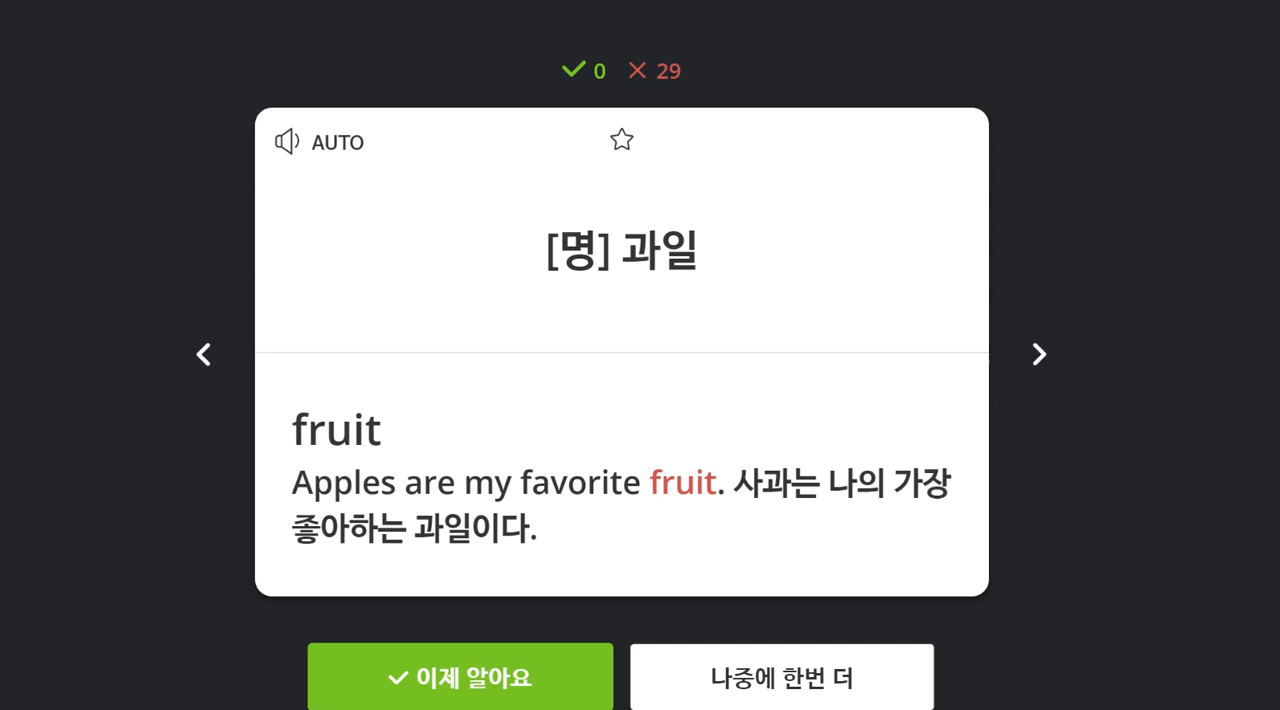 0 29
AUTO
[명] 과일
fruit
Apples are my favorite fruit. 사과는 나의 가장
좋아하는 과일이다.
이제 알아요
나중에 한번 더